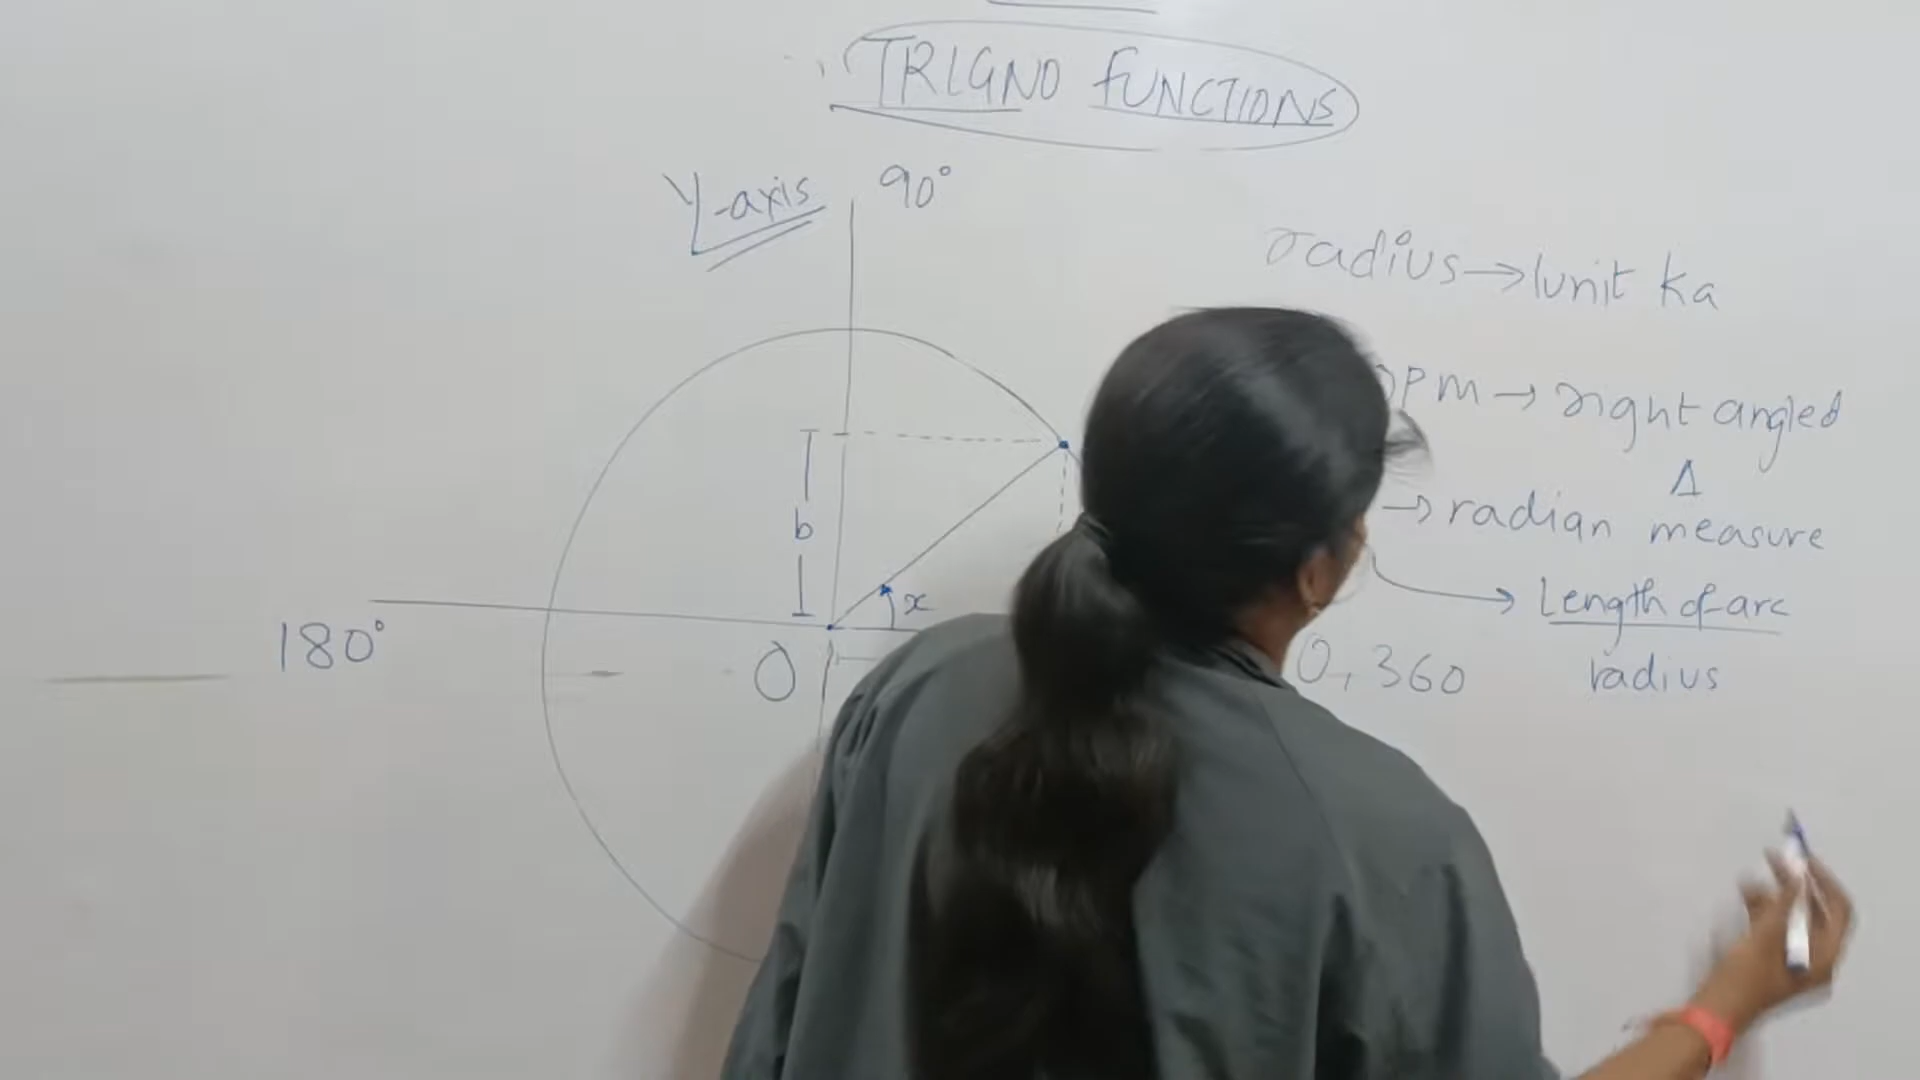 TRIGNO FUNCTIONS
Y-axis
90°
radius → 1unit ka
PM → right angled
Δ
→ radian measure
b
x
→ Length of arc
radius
180°
O
0, 360